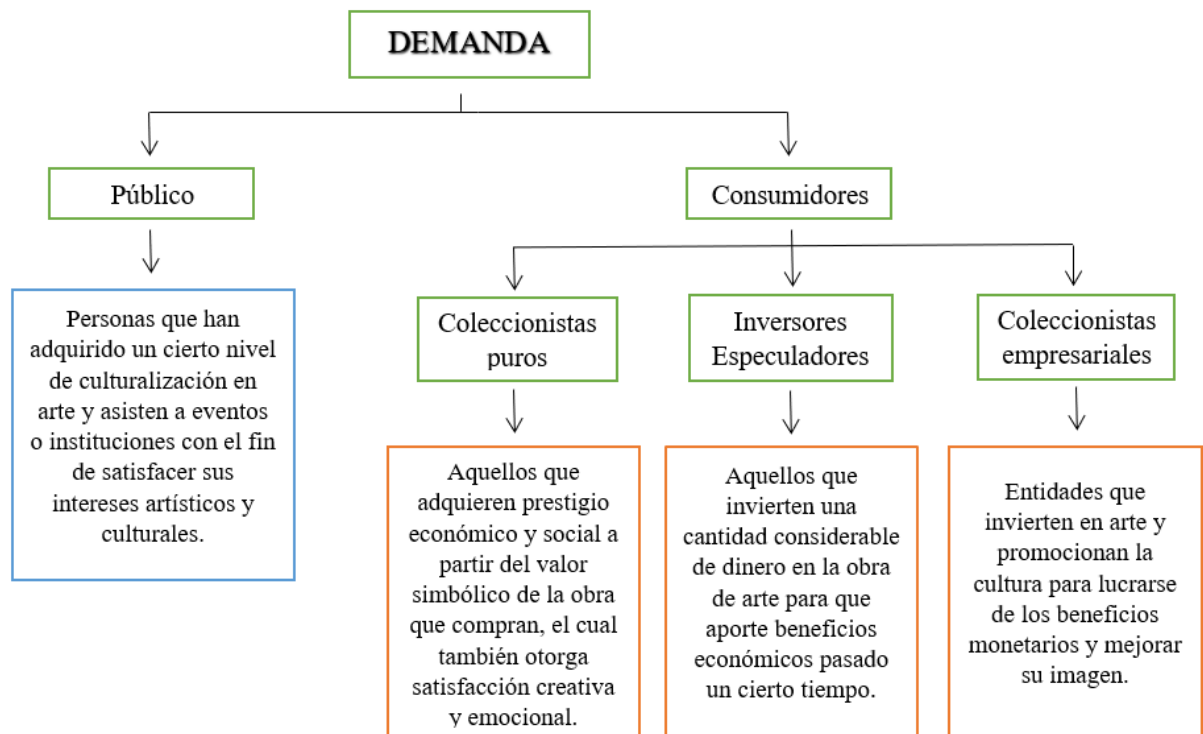 DEMANDA
Público
Consumidores
Personas que han
adquirido un cierto nivel
de culturalización en
arte y asisten a eventos
o instituciones con el fin
de satisfacer sus
intereses artísticos y
culturales.
Coleccionistas
puros
Inversores
Especuladores
Coleccionistas
empresariales
Aquellos que
adquieren prestigio
económico y social a
partir del valor
simbólico de la obra
que compran, el cual
también otorga
satisfacción creativa
y emocional.
Aquellos que
invierten una
cantidad considerable
de dinero en la obra
de arte para que
aporte beneficios
económicos pasado
un cierto tiempo.
Entidades que
invierten en arte y
promocionan la
cultura para lucrarse
de los beneficios
monetarios y mejorar
su imagen.